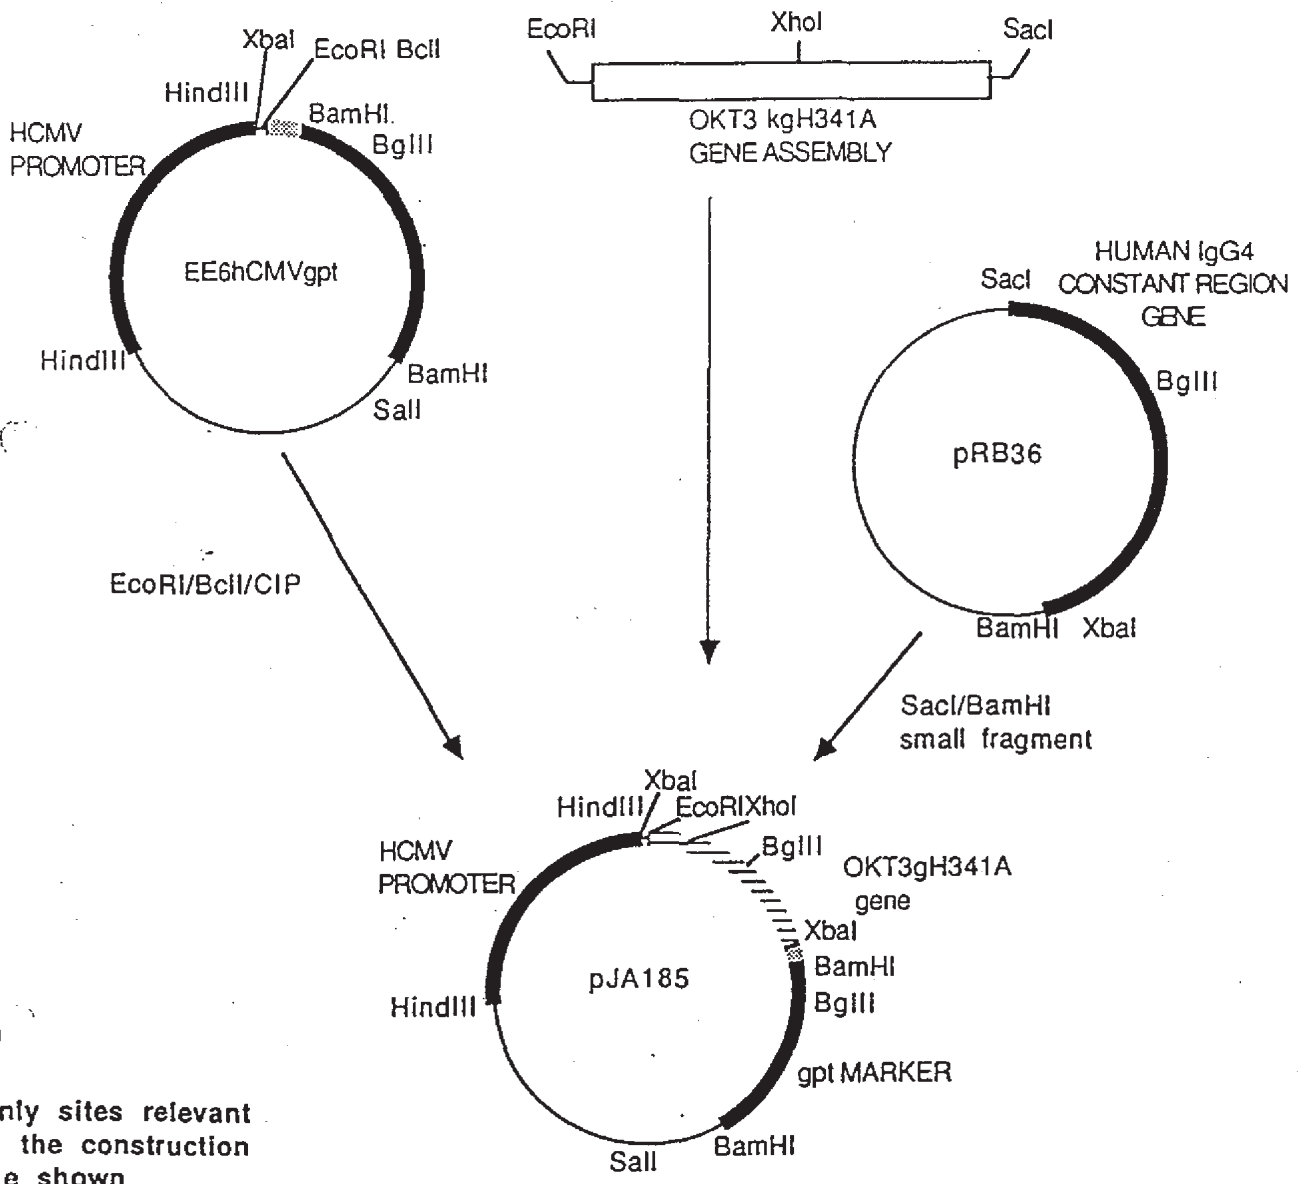 XbaI
EcoRI BclI
HindIII
BamHI.
BglII
HCMV
PROMOTER
EE6hCMVgpt
HindIII
BamHI
SalI
EcoRI
XhoI
SacI
OKT3 kgH341A
GENE ASSEMBLY
HUMAN IgG4
CONSTANT REGION
GENE
SacI
BglII
pRB36
BamHI XbaI
EcoRI/BclI/CIP
SacI/BamHI
small fragment
XbaI
HindIII
EcoRI XhoI
BglII
HCMV
PROMOTER
OKT3gH341A
gene
XbaI
BamHI
BglII
pJA185
HindIII
gpt MARKER
BamHI
SalI
nly sites relevant
the construction
e shown